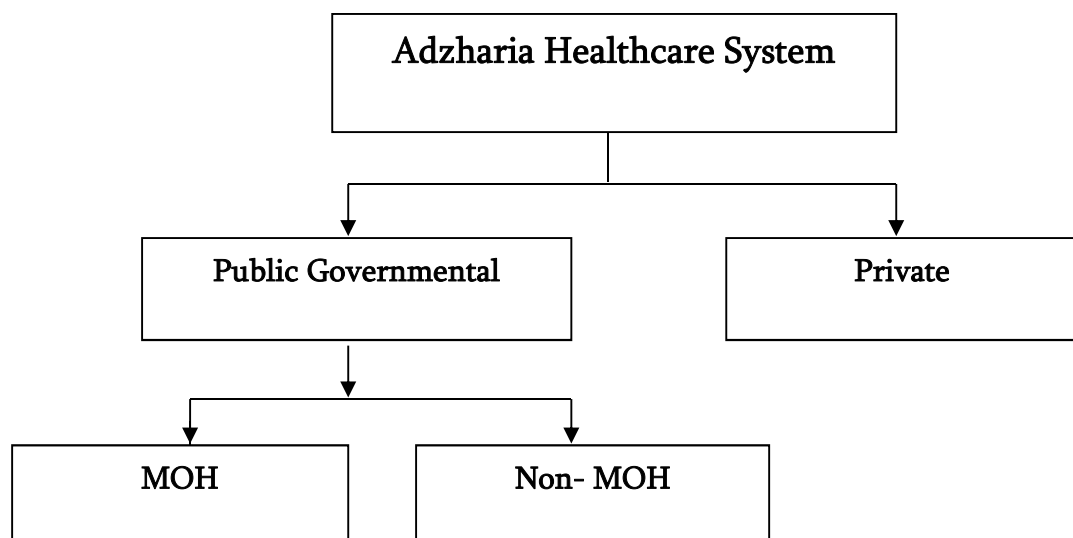 Adzharia Healthcare System
Public Governmental
Private
MOH
Non- MOH